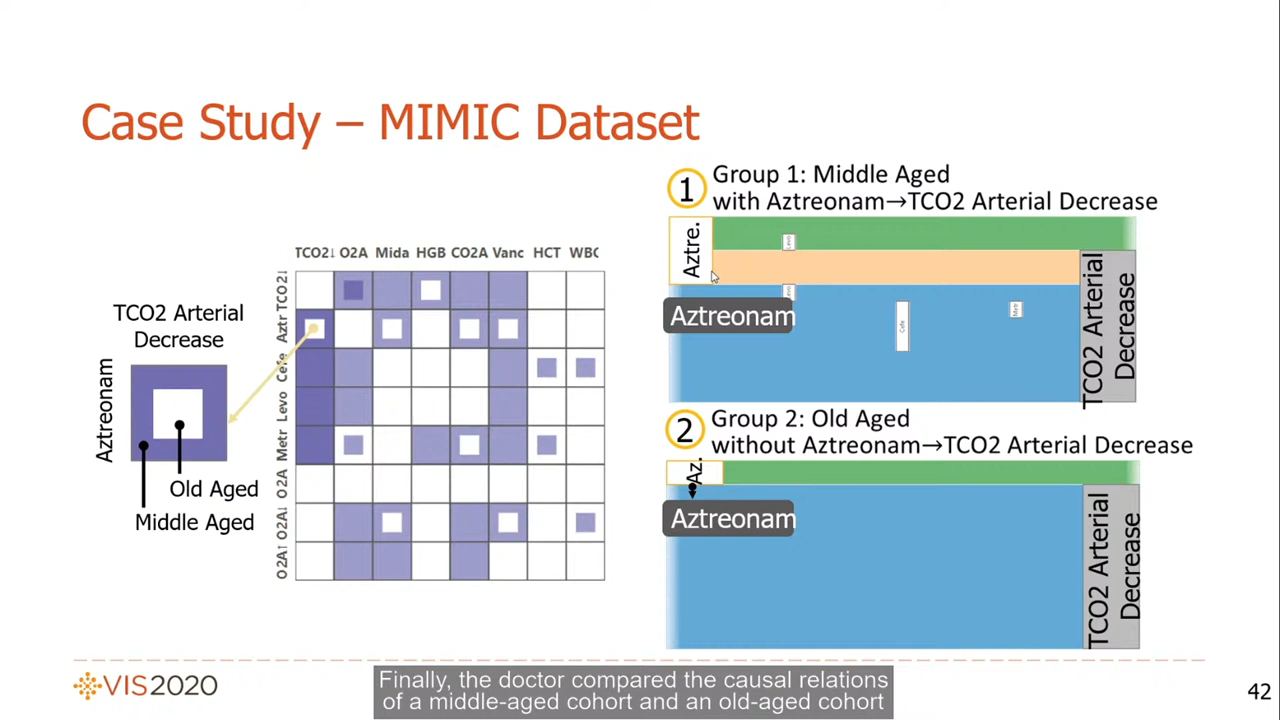 Case Study – MIMIC Dataset
TCO2 Arterial
Decrease
Aztreonam
Old Aged
Middle Aged
TCO2↓ O2A Mida HGB CO2A Vanc HCT WBC
TCO2↓
Aztr
Cefe
Levo
Metr
O2A
O2A↓
O2A↑
1
Group 1: Middle Aged
with Aztreonam→TCO2 Arterial Decrease
Aztre.
Levo
Levo
Cefe
Metr
Aztreonam
TCO2 Arterial
Decrease
2
Group 2: Old Aged
without Aztreonam→TCO2 Arterial Decrease
Az.
Aztreonam
TCO2 Arterial
Decrease
VIS2020
Finally, the doctor compared the causal relations
of a middle-aged cohort and an old-aged cohort
42